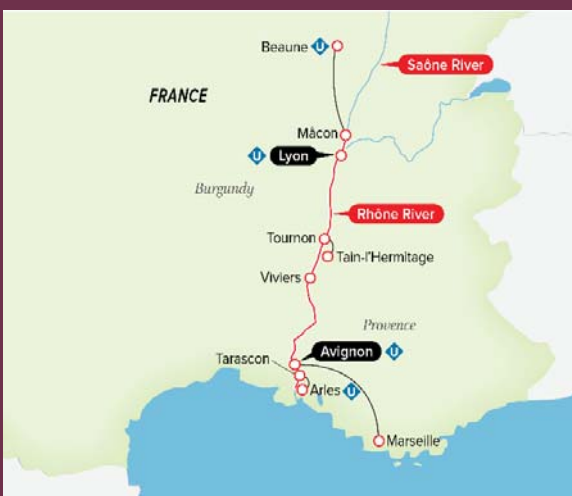 Beaune U
Saône River
FRANCE
Mâcon
U Lyon
Burgundy
Rhône River
Tournon
Tain-l'Hermitage
Viviers
Provence
Avignon U
Tarascon
Arles U
Marseille